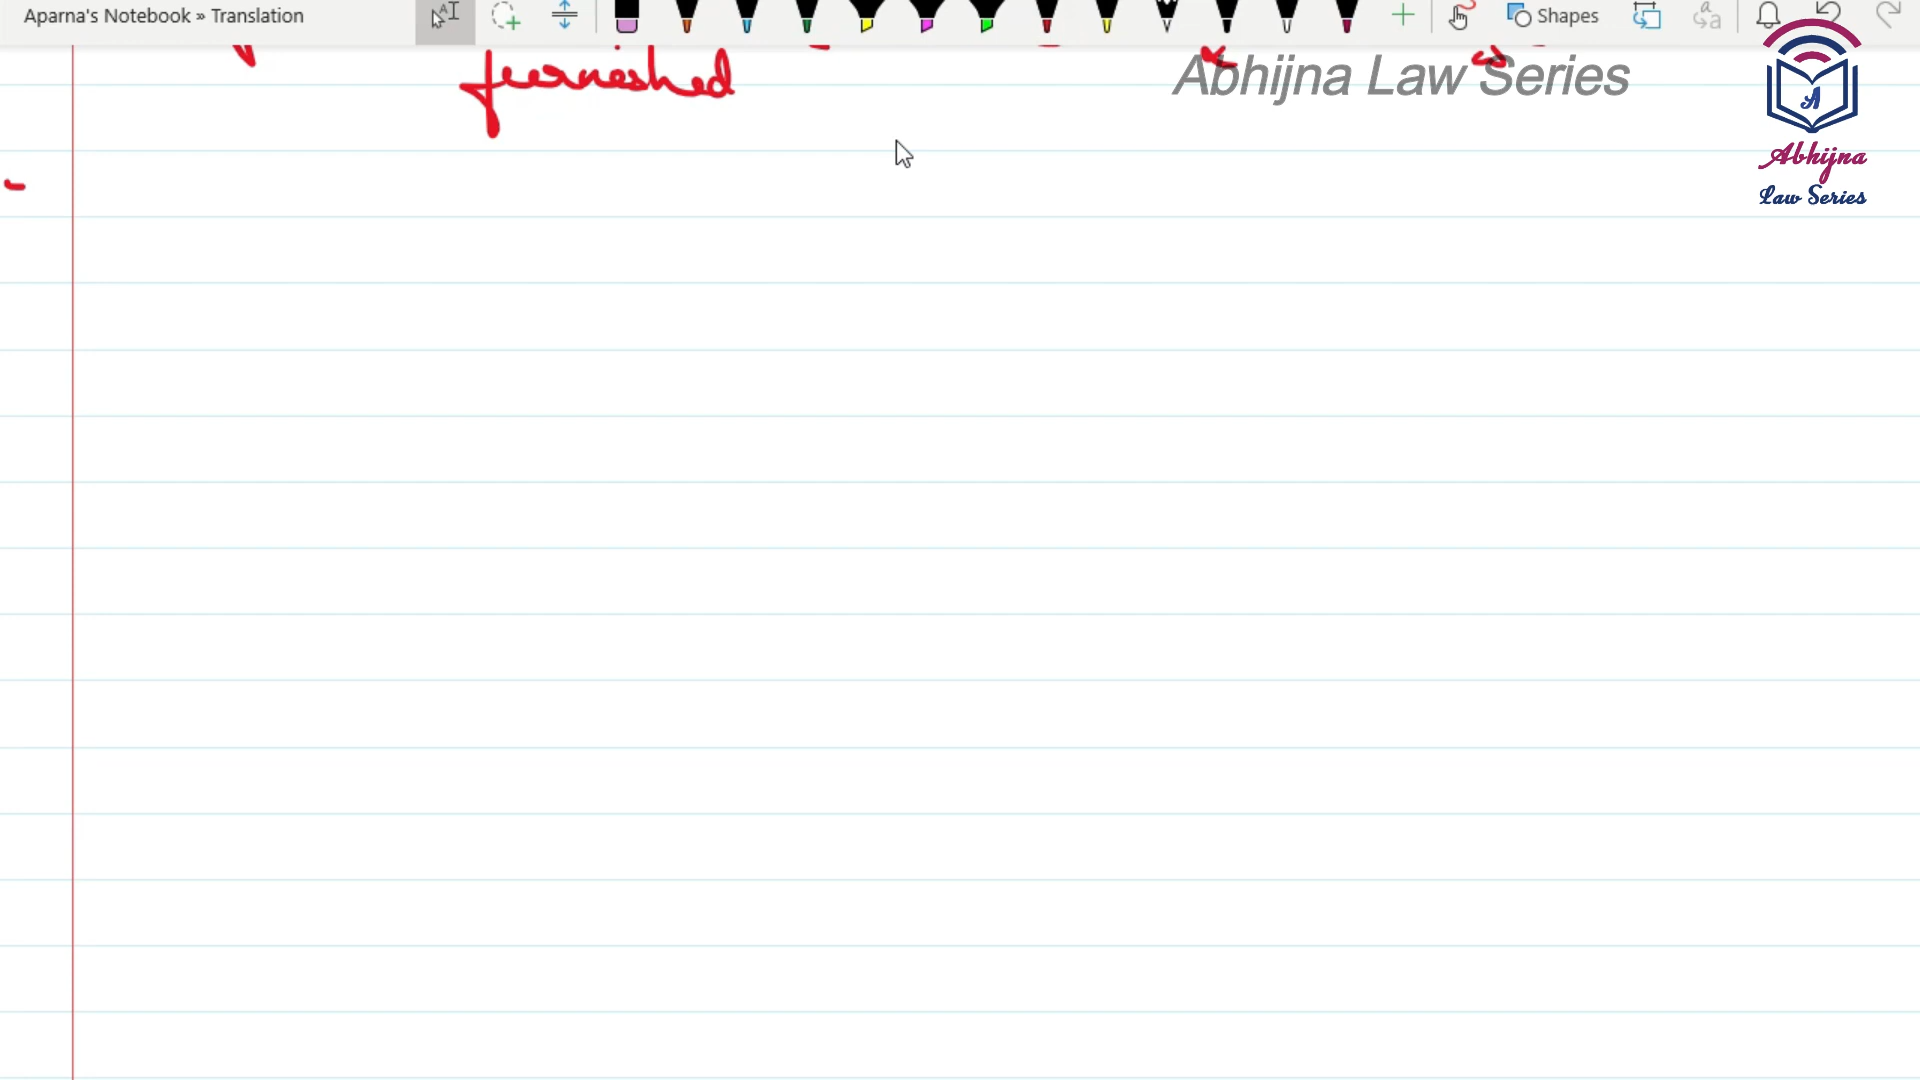 Aparna's Notebook » Translation
Shapes
furnished
Abhijna Law Series
A
Abhijna
Law Series